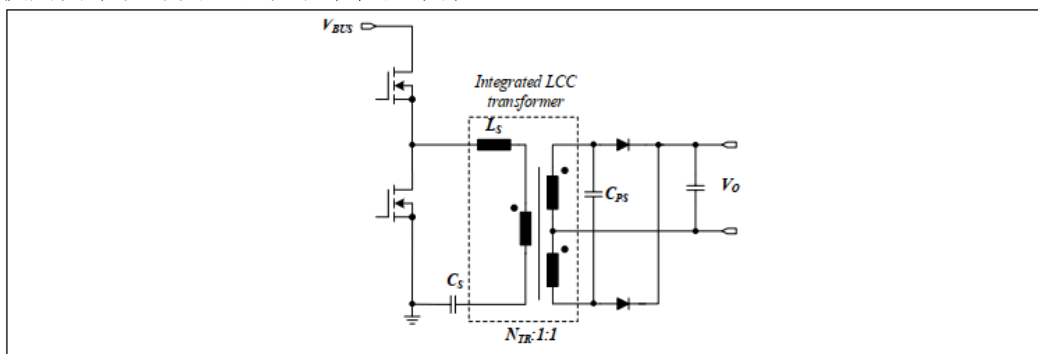 V_BUS
Integrated LCC
transformer
L_S
C_PS
V_O
C_S
N_TR:1:1